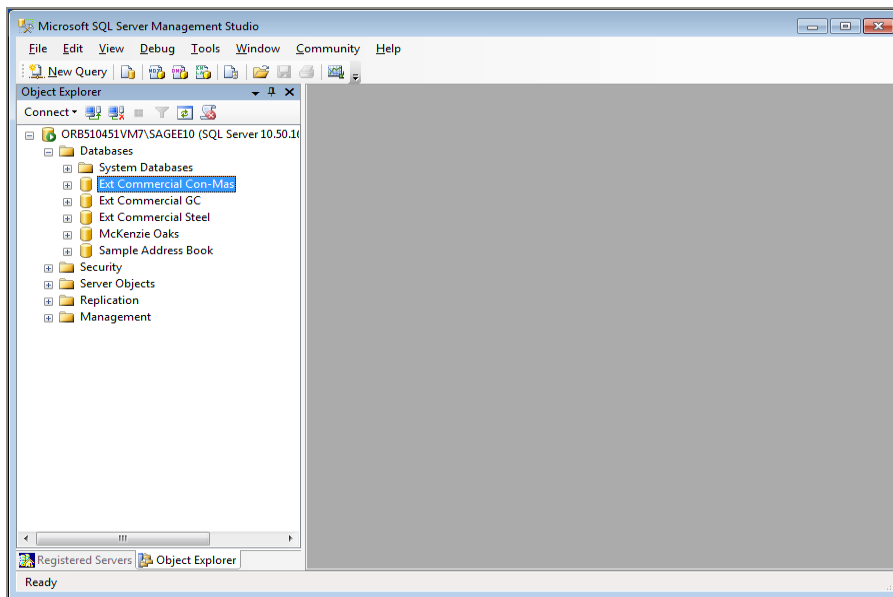 Microsoft SQL Server Management Studio
File Edit View Debug Tools Window Community Help
New Query
Object Explorer
Connect
ORB510451VM7\SAGEE10 (SQL Server 10.50.16
Databases
System Databases
Ext Commercial Con-Mas
Ext Commercial GC
Ext Commercial Steel
McKenzie Oaks
Sample Address Book
Security
Server Objects
Replication
Management
Registered Servers Object Explorer
Ready